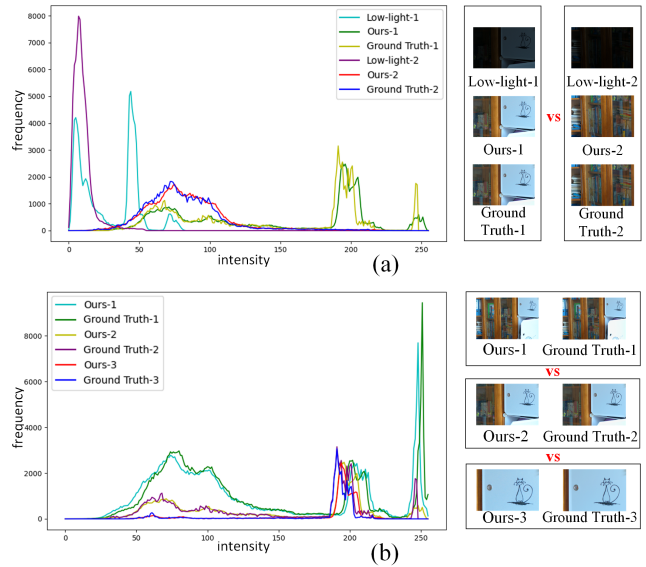 8000
7000
6000
5000
4000
3000
2000
1000
0
frequency
0
50
100
150
200
250
intensity
Low-light-1
Ours-1
Ground Truth-1
Low-light-2
Ours-2
Ground Truth-2
(a)
Low-light-1
Ours-1
Ground
Truth-1
vs
Low-light-2
Ours-2
Ground
Truth-2
8000
6000
4000
2000
0
frequency
0
50
100
150
200
250
intensity
Ours-1
Ground Truth-1
Ours-2
Ground Truth-2
Ours-3
Ground Truth-3
(b)
Ours-1 Ground Truth-1
vs
Ours-2 Ground Truth-2
vs
Ours-3 Ground Truth-3